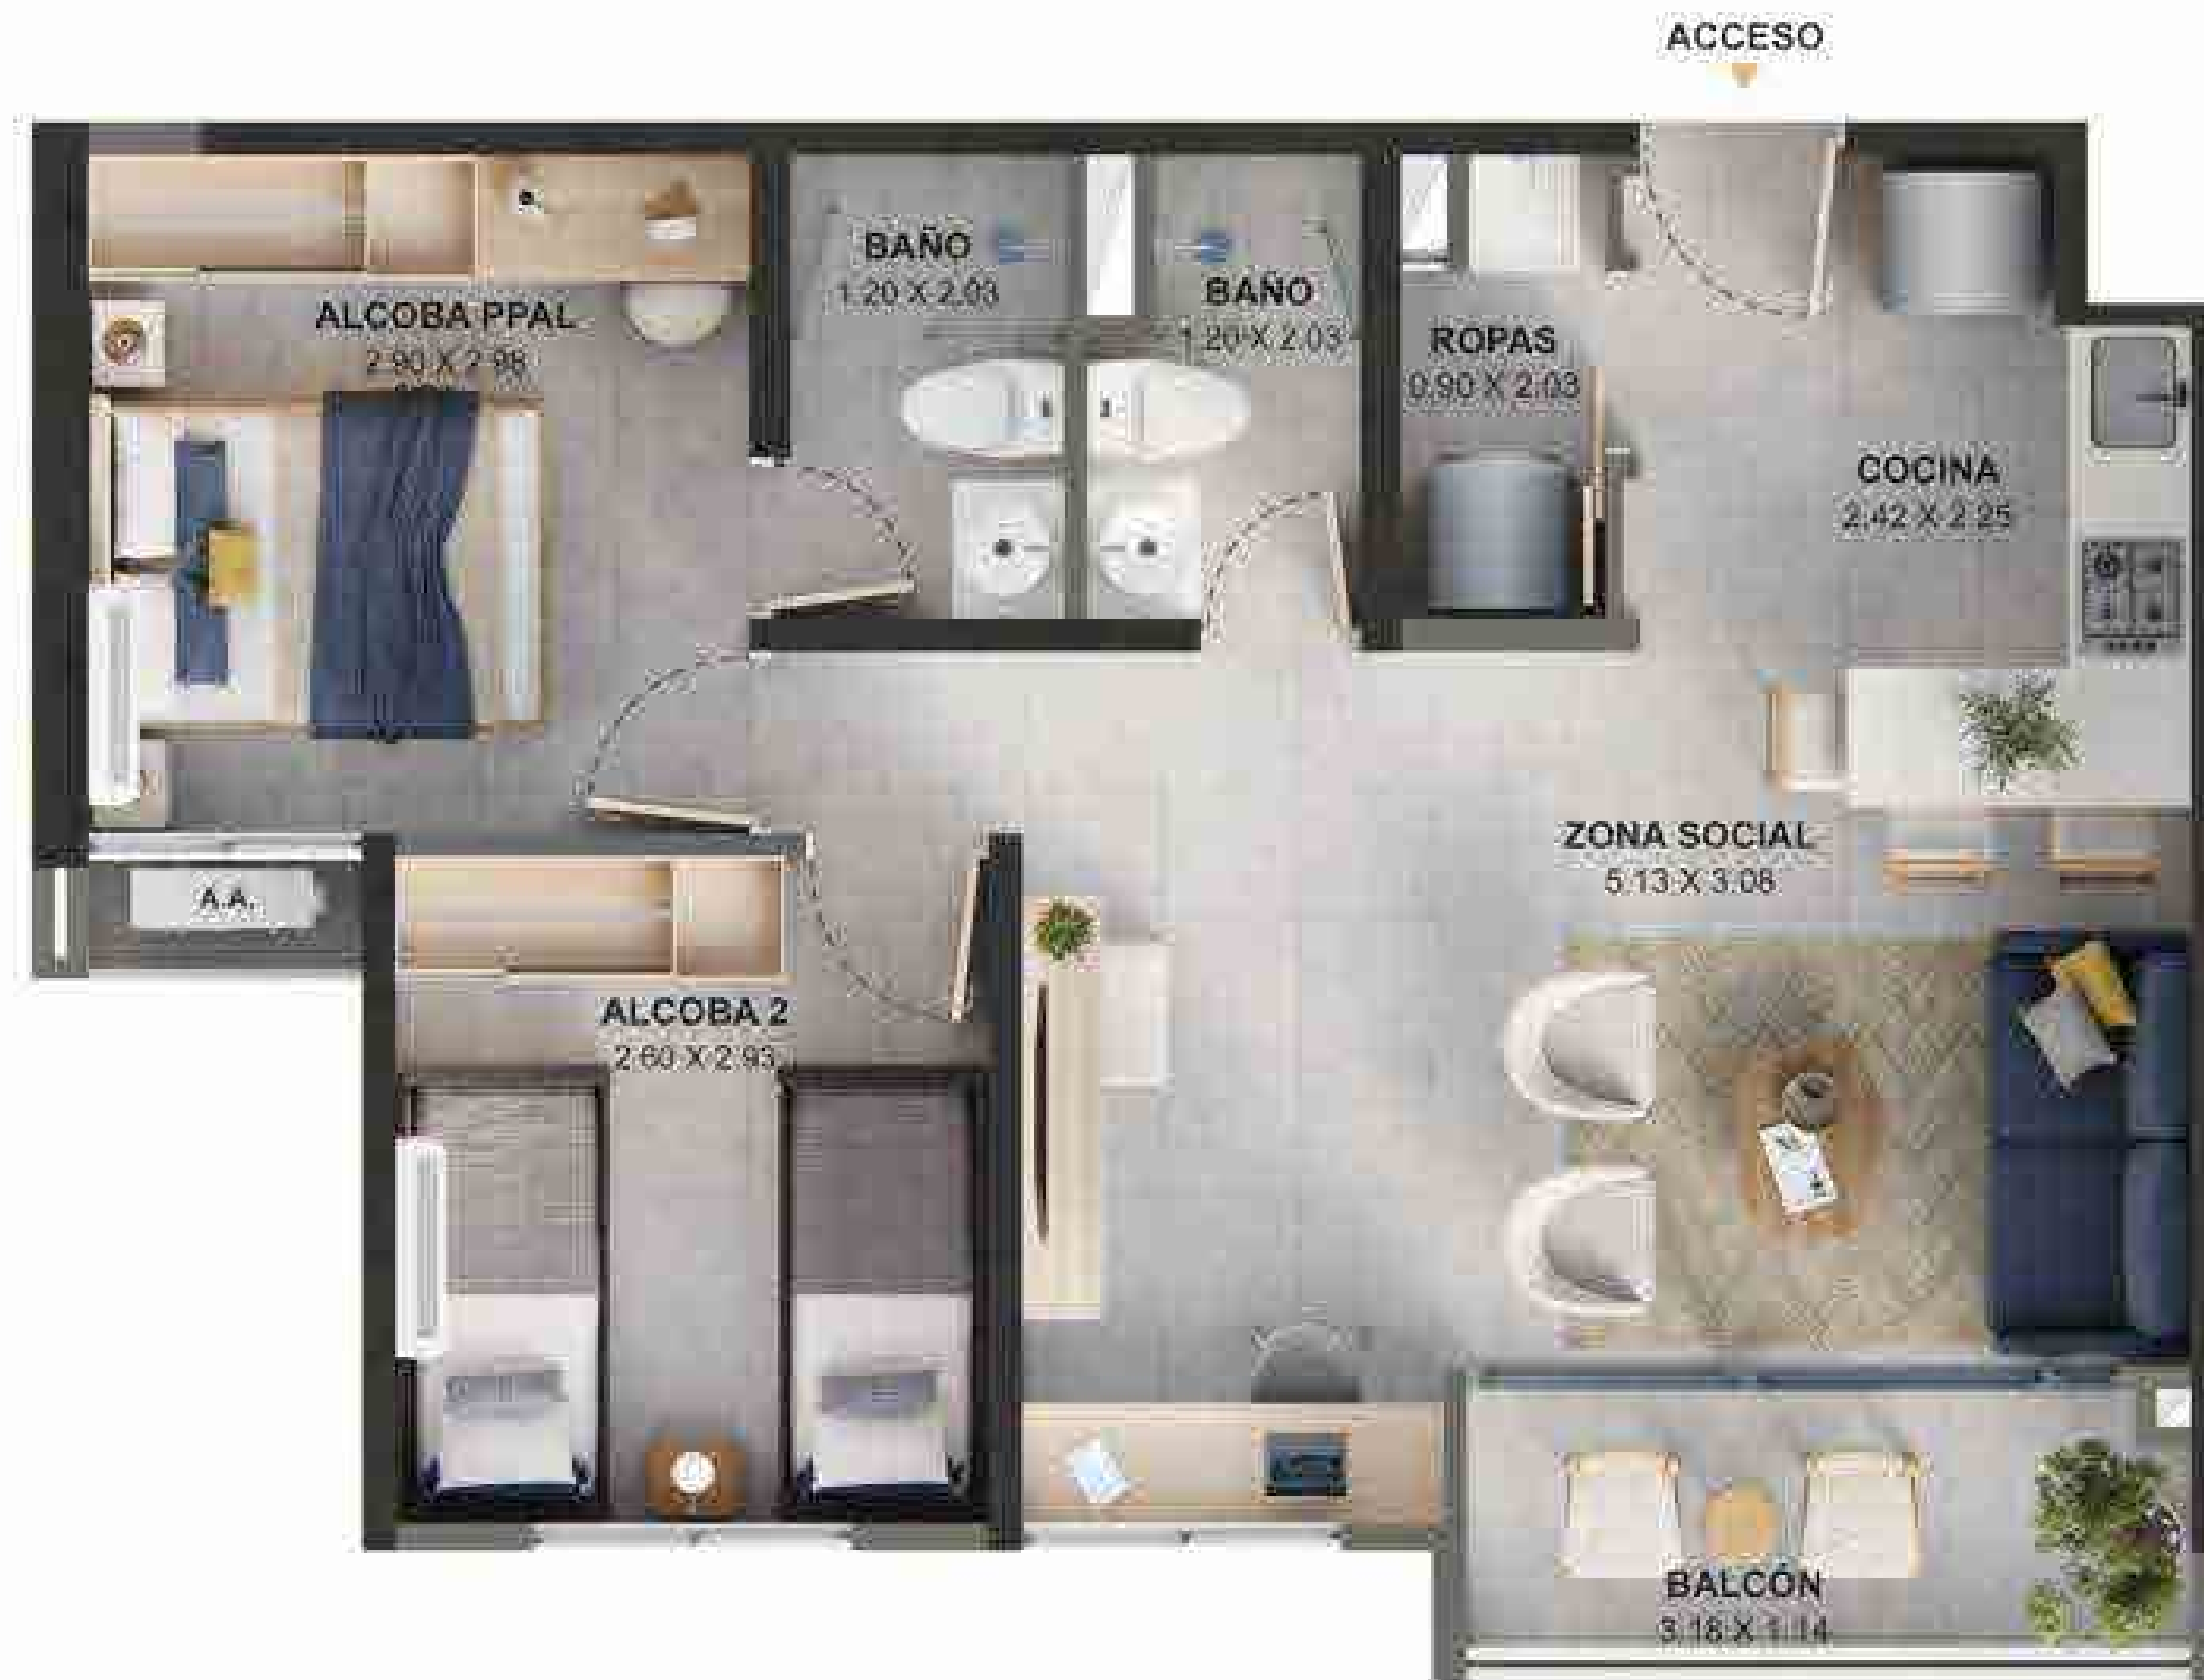 ACCESO
BAÑO
1.20 X 2.03
BAÑO
1.20 X 2.03
ALCOBA PPAL
2.90 X 2.98
ROPAS
0.90 X 2.03
COCINA
2.42 X 2.25
ZONA SOCIAL
5.13 X 3.08
A.A.
ALCOBA 2
2.60 X 2.93
BALCÓN
3.18 X 1.14